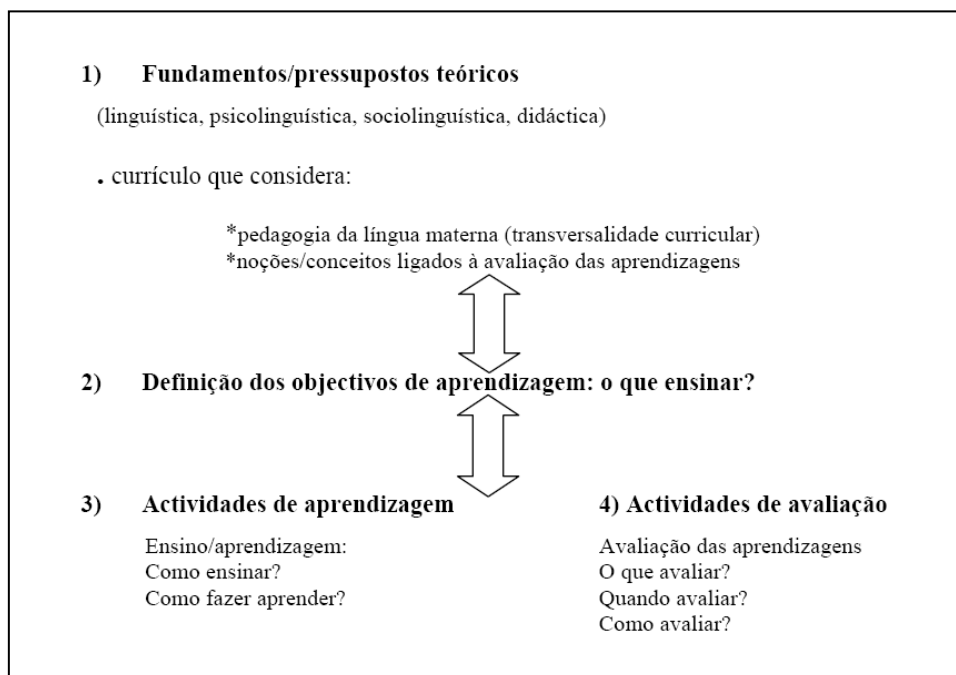 1) Fundamentos/pressupostos teóricos
(linguística, psicolinguística, sociolinguística, didáctica)
. currículo que considera:
*pedagogia da língua materna (transversalidade curricular)
*noções/conceitos ligados à avaliação das aprendizagens
2) Definição dos objectivos de aprendizagem: o que ensinar?
3) Actividades de aprendizagem
Ensino/aprendizagem:
Como ensinar?
Como fazer aprender?
4) Actividades de avaliação
Avaliação das aprendizagens
O que avaliar?
Quando avaliar?
Como avaliar?